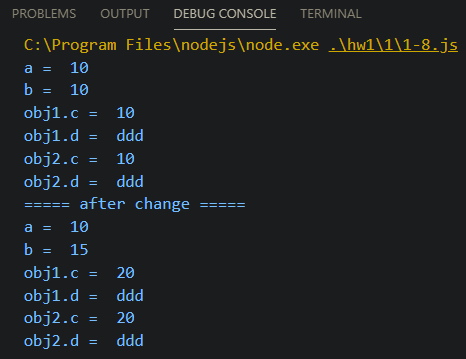 PROBLEMS OUTPUT DEBUG CONSOLE TERMINAL
C:\Program Files\nodejs\node.exe .\hw1\1\1-8.js
a =  10
b =  10
obj1.c =  10
obj1.d =  ddd
obj2.c =  10
obj2.d =  ddd
===== after change =====
a =  10
b =  15
obj1.c =  20
obj1.d =  ddd
obj2.c =  20
obj2.d =  ddd